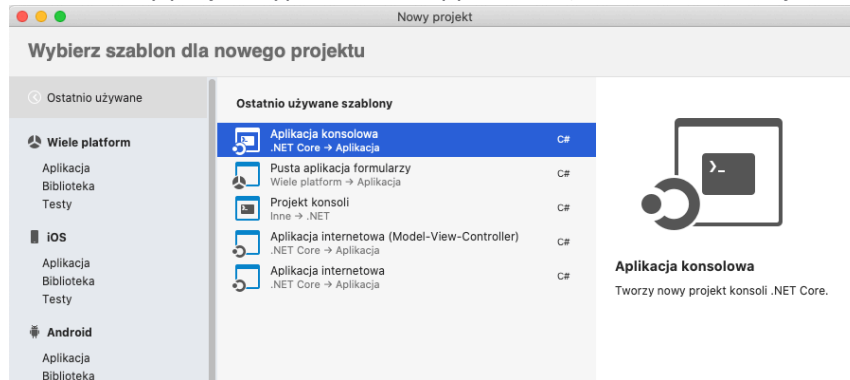 Nowy projekt
Wybierz szablon dla nowego projektu
Ostatnio używane
Wiele platform
Aplikacja
Biblioteka
Testy
iOS
Aplikacja
Biblioteka
Testy
Android
Aplikacja
Biblioteka
Ostatnio używane szablony
Aplikacja konsolowa C#
.NET Core → Aplikacja
Pusta aplikacja formularzy C#
Wiele platform → Aplikacja
Projekt konsoli C#
Inne → .NET
Aplikacja internetowa (Model-View-Controller) C#
.NET Core → Aplikacja
Aplikacja internetowa C#
.NET Core → Aplikacja
Aplikacja konsolowa
Tworzy nowy projekt konsoli .NET Core.